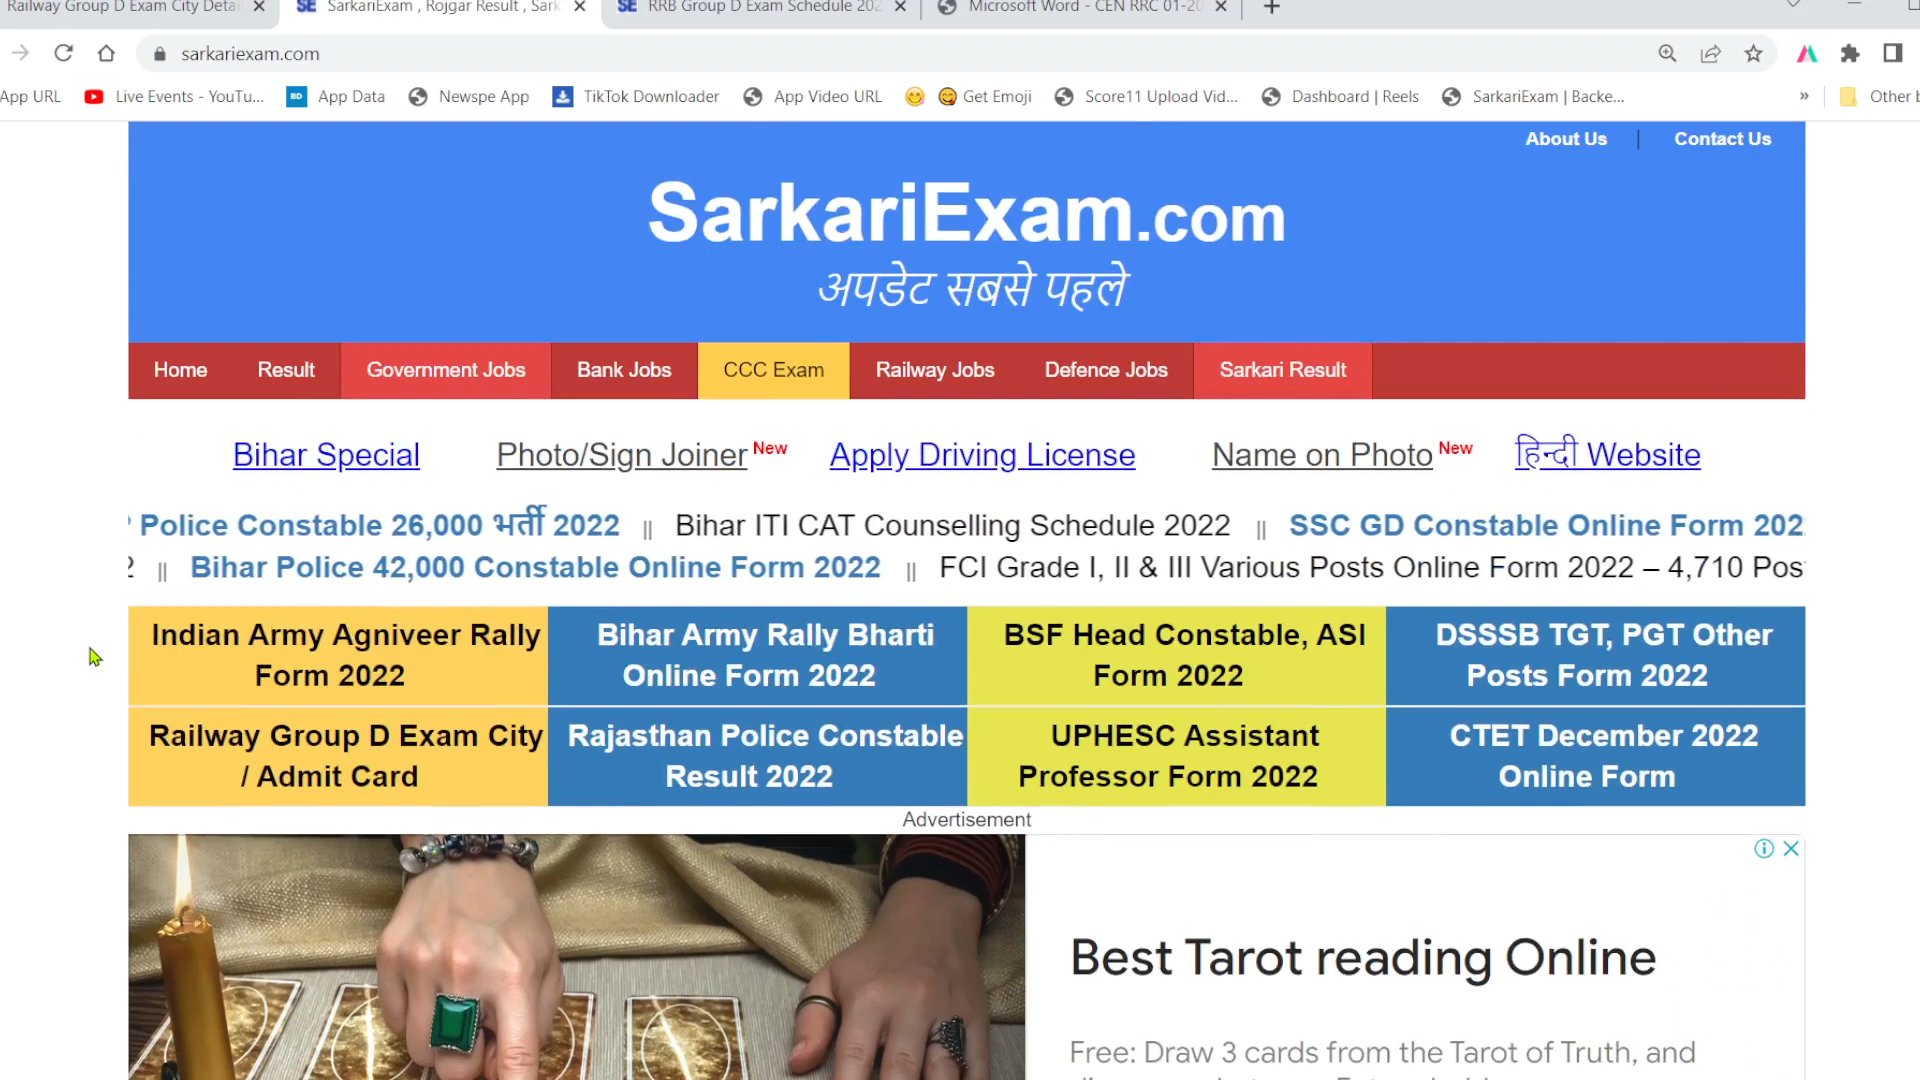 Railway Group D Exam City Detai
SarkariExam , Rojgar Result , Sark
RRB Group D Exam Schedule 202
Microsoft Word - CEN RRC 01-20
sarkariexam.com
App URL
Live Events - YouTu...
BD App Data
Newspe App
TikTok Downloader
App Video URL
Get Emoji
Score11 Upload Vid...
Dashboard | Reels
SarkariExam | Backe...
» Other b
About Us | Contact Us
SarkariExam.com
अपडेट सबसे पहले
Home Result Government Jobs Bank Jobs CCC Exam Railway Jobs Defence Jobs Sarkari Result
Bihar Special Photo/Sign Joiner New Apply Driving License Name on Photo New हिन्दी Website
Police Constable 26,000 भर्ती 2022 || Bihar ITI CAT Counselling Schedule 2022 || SSC GD Constable Online Form 202
2 || Bihar Police 42,000 Constable Online Form 2022 || FCI Grade I, II & III Various Posts Online Form 2022 – 4,710 Pos
Indian Army Agniveer Rally
Form 2022
Bihar Army Rally Bharti
Online Form 2022
BSF Head Constable, ASI
Form 2022
DSSSB TGT, PGT Other
Posts Form 2022
Railway Group D Exam City
/ Admit Card
Rajasthan Police Constable
Result 2022
UPHESC Assistant
Professor Form 2022
CTET December 2022
Online Form
Advertisement
Best Tarot reading Online
Free: Draw 3 cards from the Tarot of Truth, and